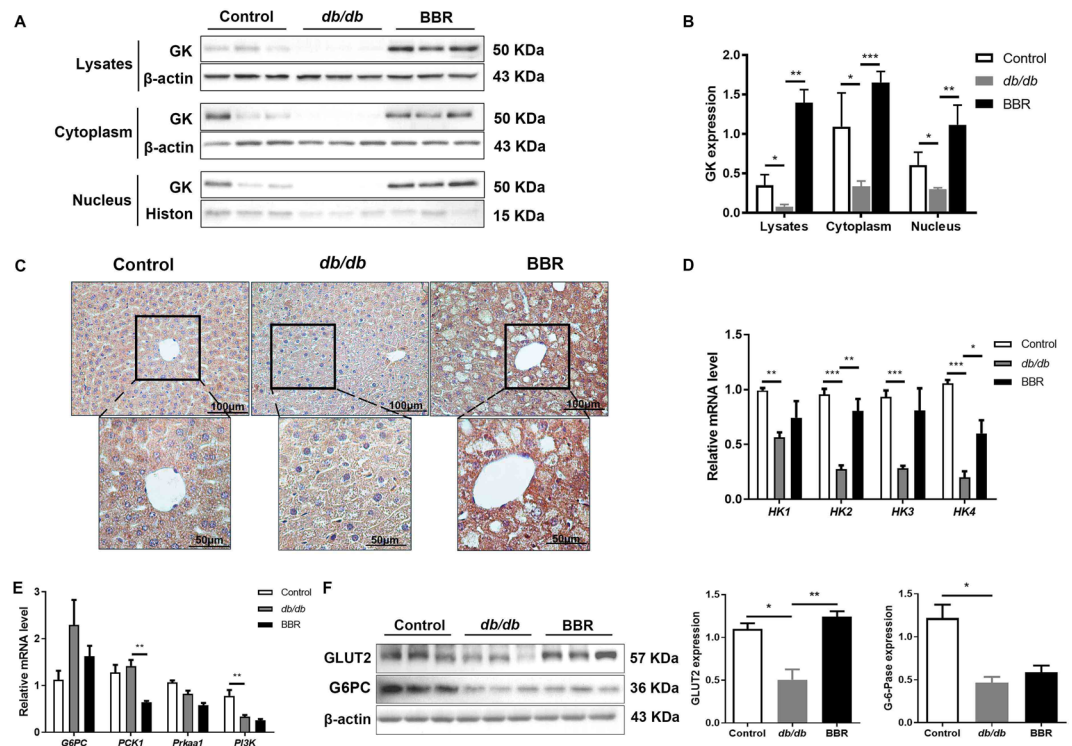 A
Control db/db BBR
Lysates
GK 50 KDa
β-actin 43 KDa
Cytoplasm
GK 50 KDa
β-actin 43 KDa
Nucleus
GK 50 KDa
Histon 15 KDa
B
GK expression
2.0
1.5
1.0
0.5
0.0
* ** * *** * **
Lysates Cytoplasm Nucleus
Control
db/db
BBR
C
Control db/db BBR
100μm 100μm 100μm
50μm 50μm 50μm
D
Relative mRNA level
1.5
1.0
0.5
0.0
** *** ** *** *** *
HK1 HK2 HK3 HK4
Control
db/db
BBR
E
Relative mRNA level
3
2
1
0
** **
G6PC PCK1 Prkaa1 PI3K
Control
db/db
BBR
F
Control db/db BBR
GLUT2 57 KDa
G6PC 36 KDa
β-actin 43 KDa
GLUT2 expression
1.5
1.0
0.5
0.0
* **
Control db/db BBR
G-6-Pase expression
1.5
1.0
0.5
0.0
*
Control db/db BBR